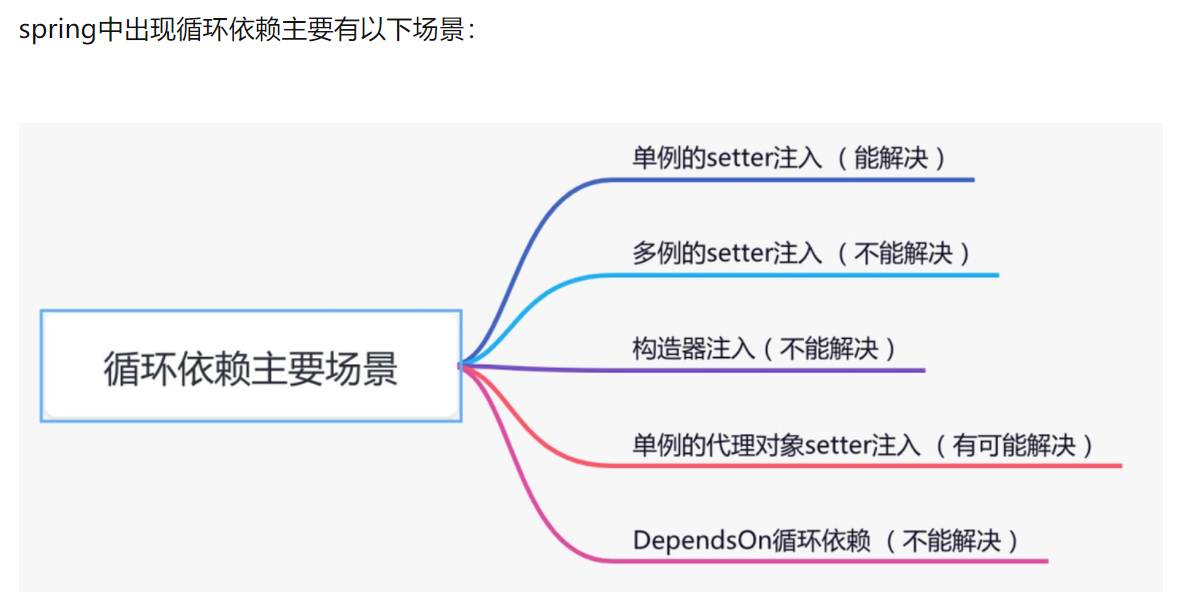 spring中出现循环依赖主要有以下场景：
单例的setter注入（能解决）
多例的setter注入（不能解决）
构造器注入（不能解决）
循环依赖主要场景
单例的代理对象setter注入（有可能解决）
DependsOn循环依赖（不能解决）